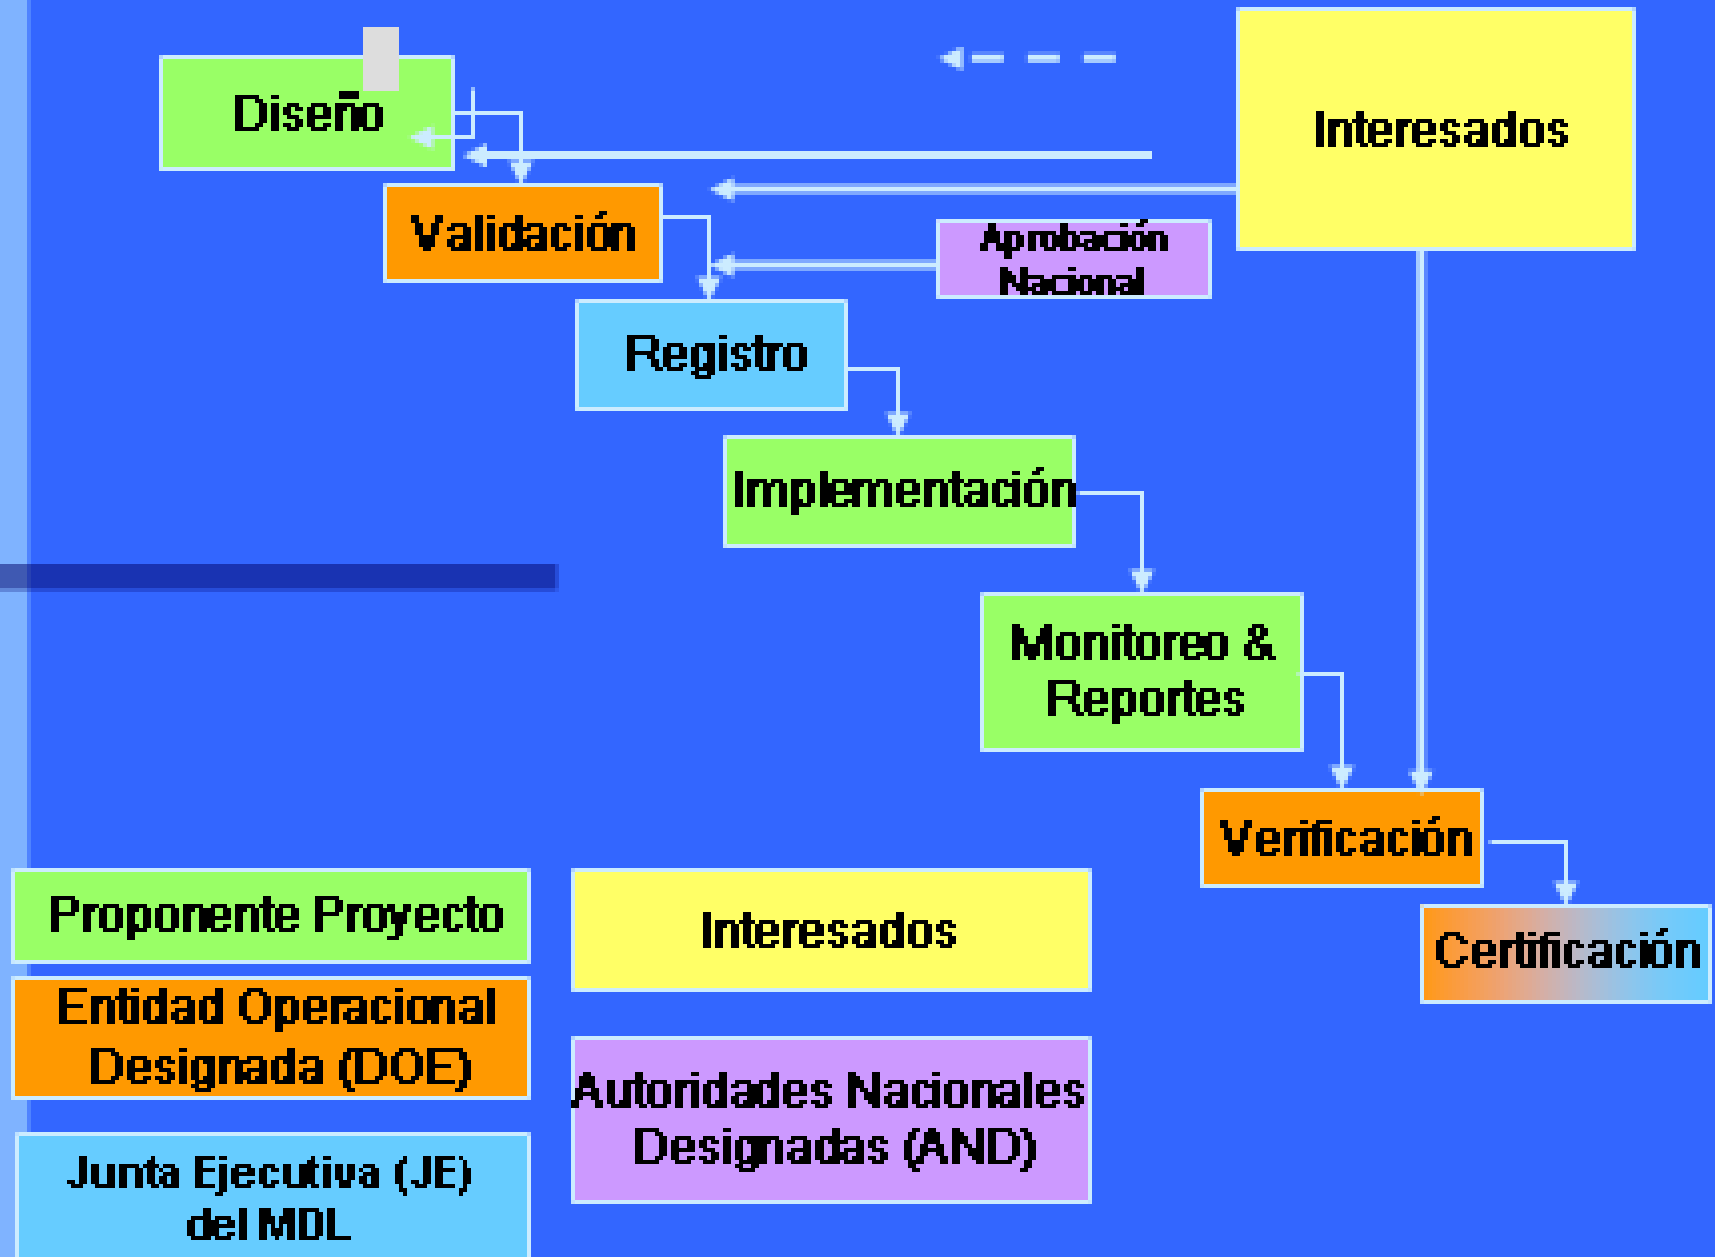 Diseño
Interesados
Validación
Aprobación
Nacional
Registro
Implementación
Monitoreo &
Reportes
Verificación
Certificación
Proponente Proyecto
Interesados
Entidad Operacional
Designada (DOE)
Autoridades Nacionales
Designadas (AND)
Junta Ejecutiva (JE)
del MDL